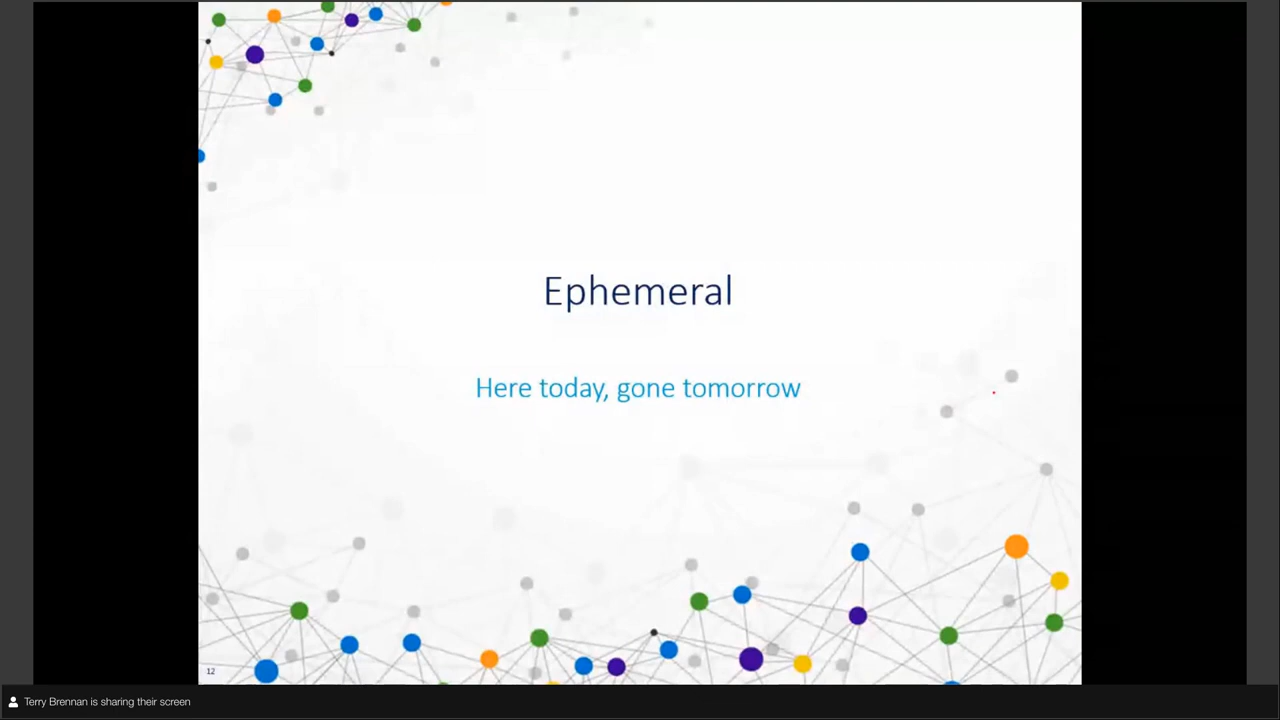 Ephemeral
Here today, gone tomorrow
12
Terry Brennan is sharing their screen